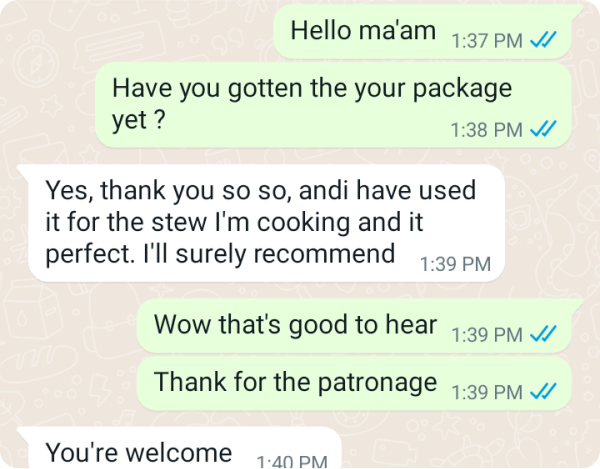 Hello ma'am 1:37 PM
Have you gotten the your package
yet ? 1:38 PM
Yes, thank you so so, andi have used
it for the stew I'm cooking and it
perfect. I'll surely recommend 1:39 PM
Wow that's good to hear 1:39 PM
Thank for the patronage 1:39 PM
You're welcome 1:40 PM